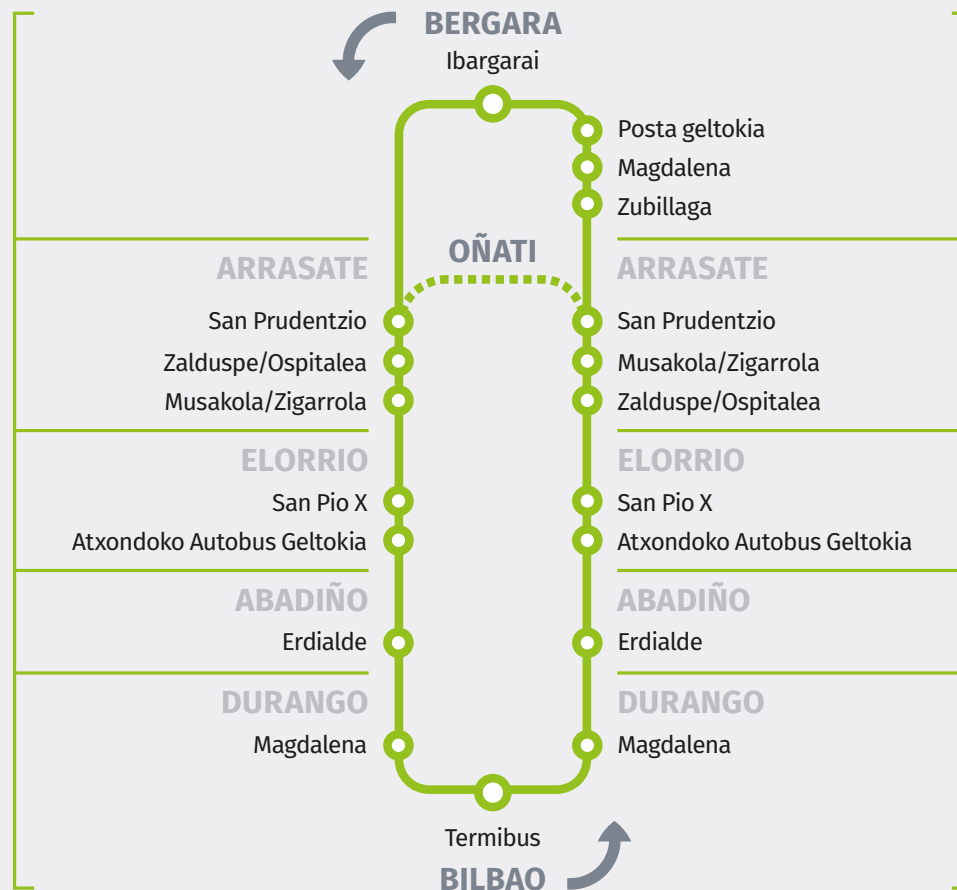 BERGARA
Ibargarai
Posta geltokia
Magdalena
Zubillaga
OÑATI
ARRASATE
San Prudentzio
Zalduspe/Ospitalea
Musakola/Zigarrola
ELORRIO
San Pio X
Atxondoko Autobus Geltokia
ABADIÑO
Erdialde
DURANGO
Magdalena
ARRASATE
San Prudentzio
Musakola/Zigarrola
Zalduspe/Ospitalea
ELORRIO
San Pio X
Atxondoko Autobus Geltokia
ABADIÑO
Erdialde
DURANGO
Magdalena
Termibus
BILBAO